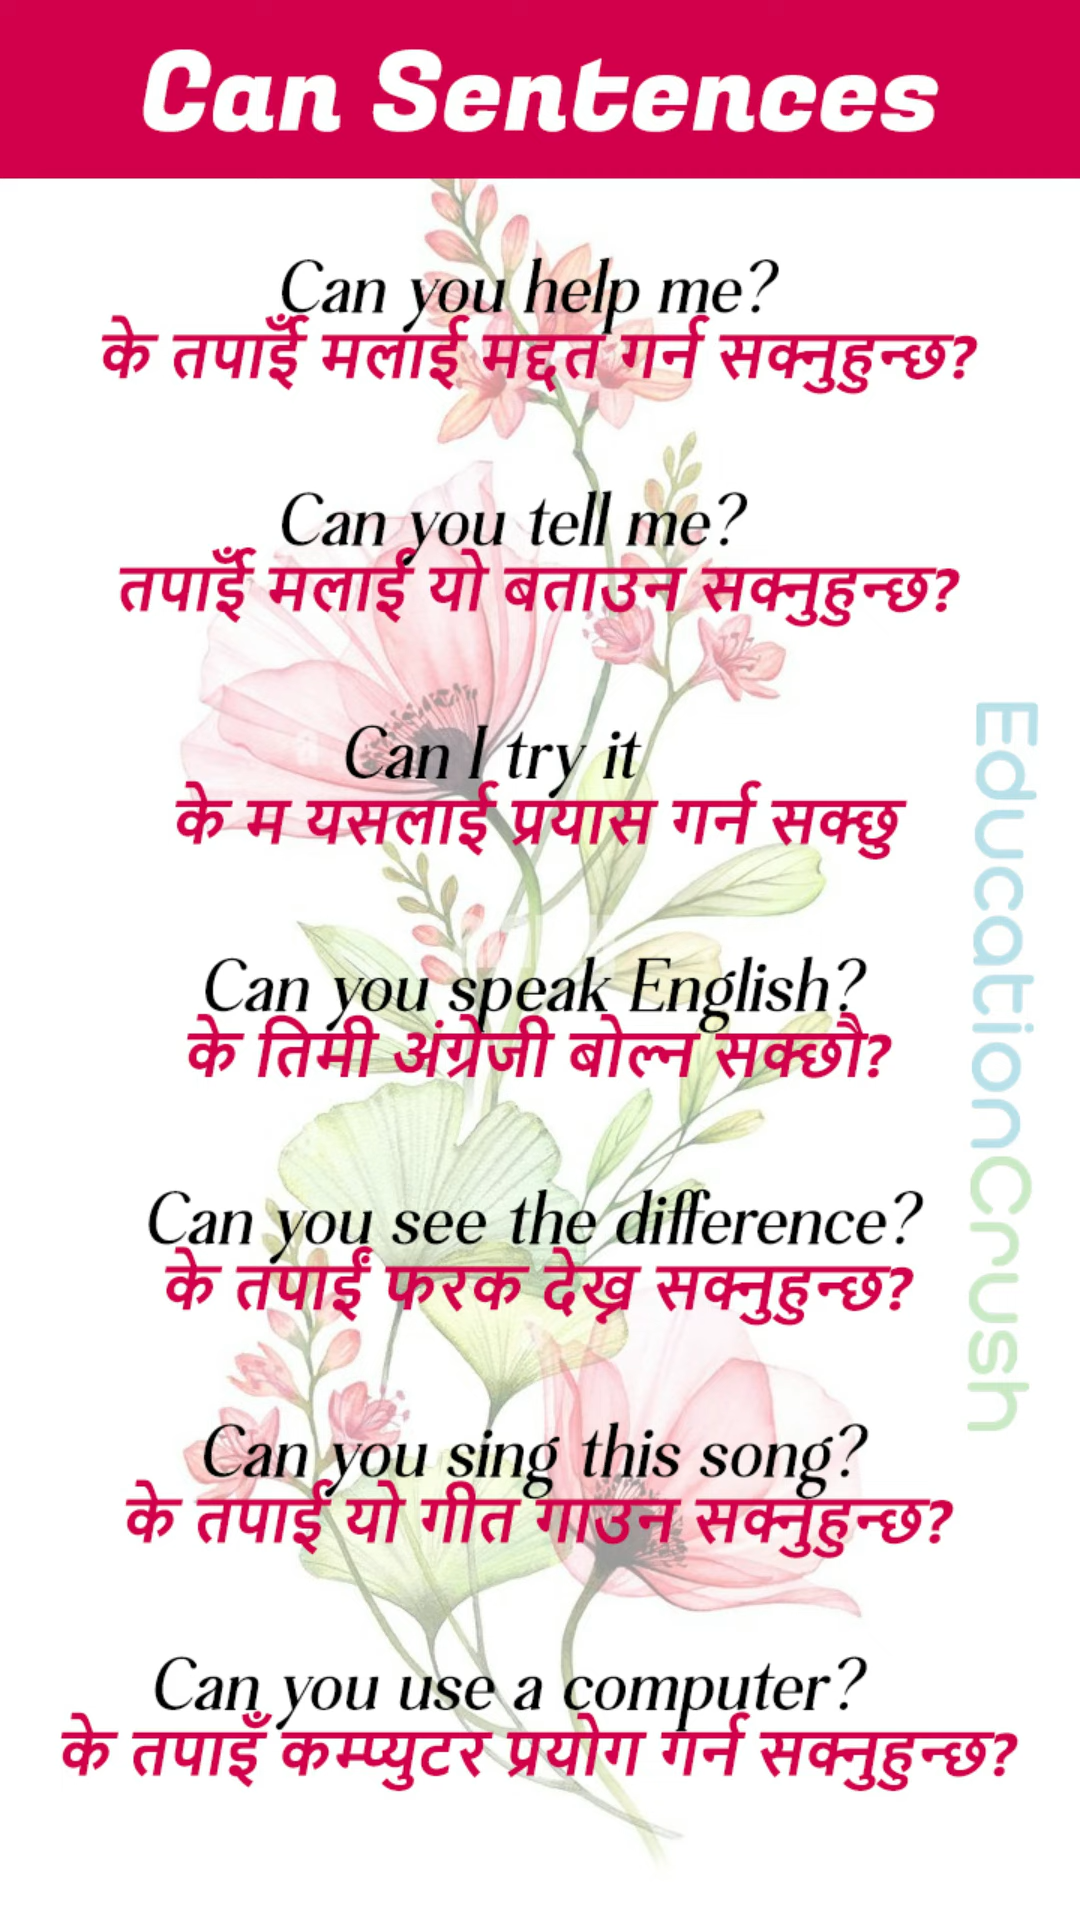 Can Sentences
Can you help me?
के तपाईँ मलाई मद्दत गर्न सक्नुहुन्छ?
Can you tell me?
तपाईँ मलाई यो बताउन सक्नुहुन्छ?
Can I try it
के म यसलाई प्रयास गर्न सक्छु
Can you speak English?
के तिमी अंग्रेजी बोल्न सक्छौ?
Can you see the difference?
के तपाईं फरक देख्न सक्नुहुन्छ?
Can you sing this song?
के तपाई यो गीत गाउन सक्नुहुन्छ?
Can you use a computer?
के तपाइँ कम्प्युटर प्रयोग गर्न सक्नुहुन्छ?
EducationCrush